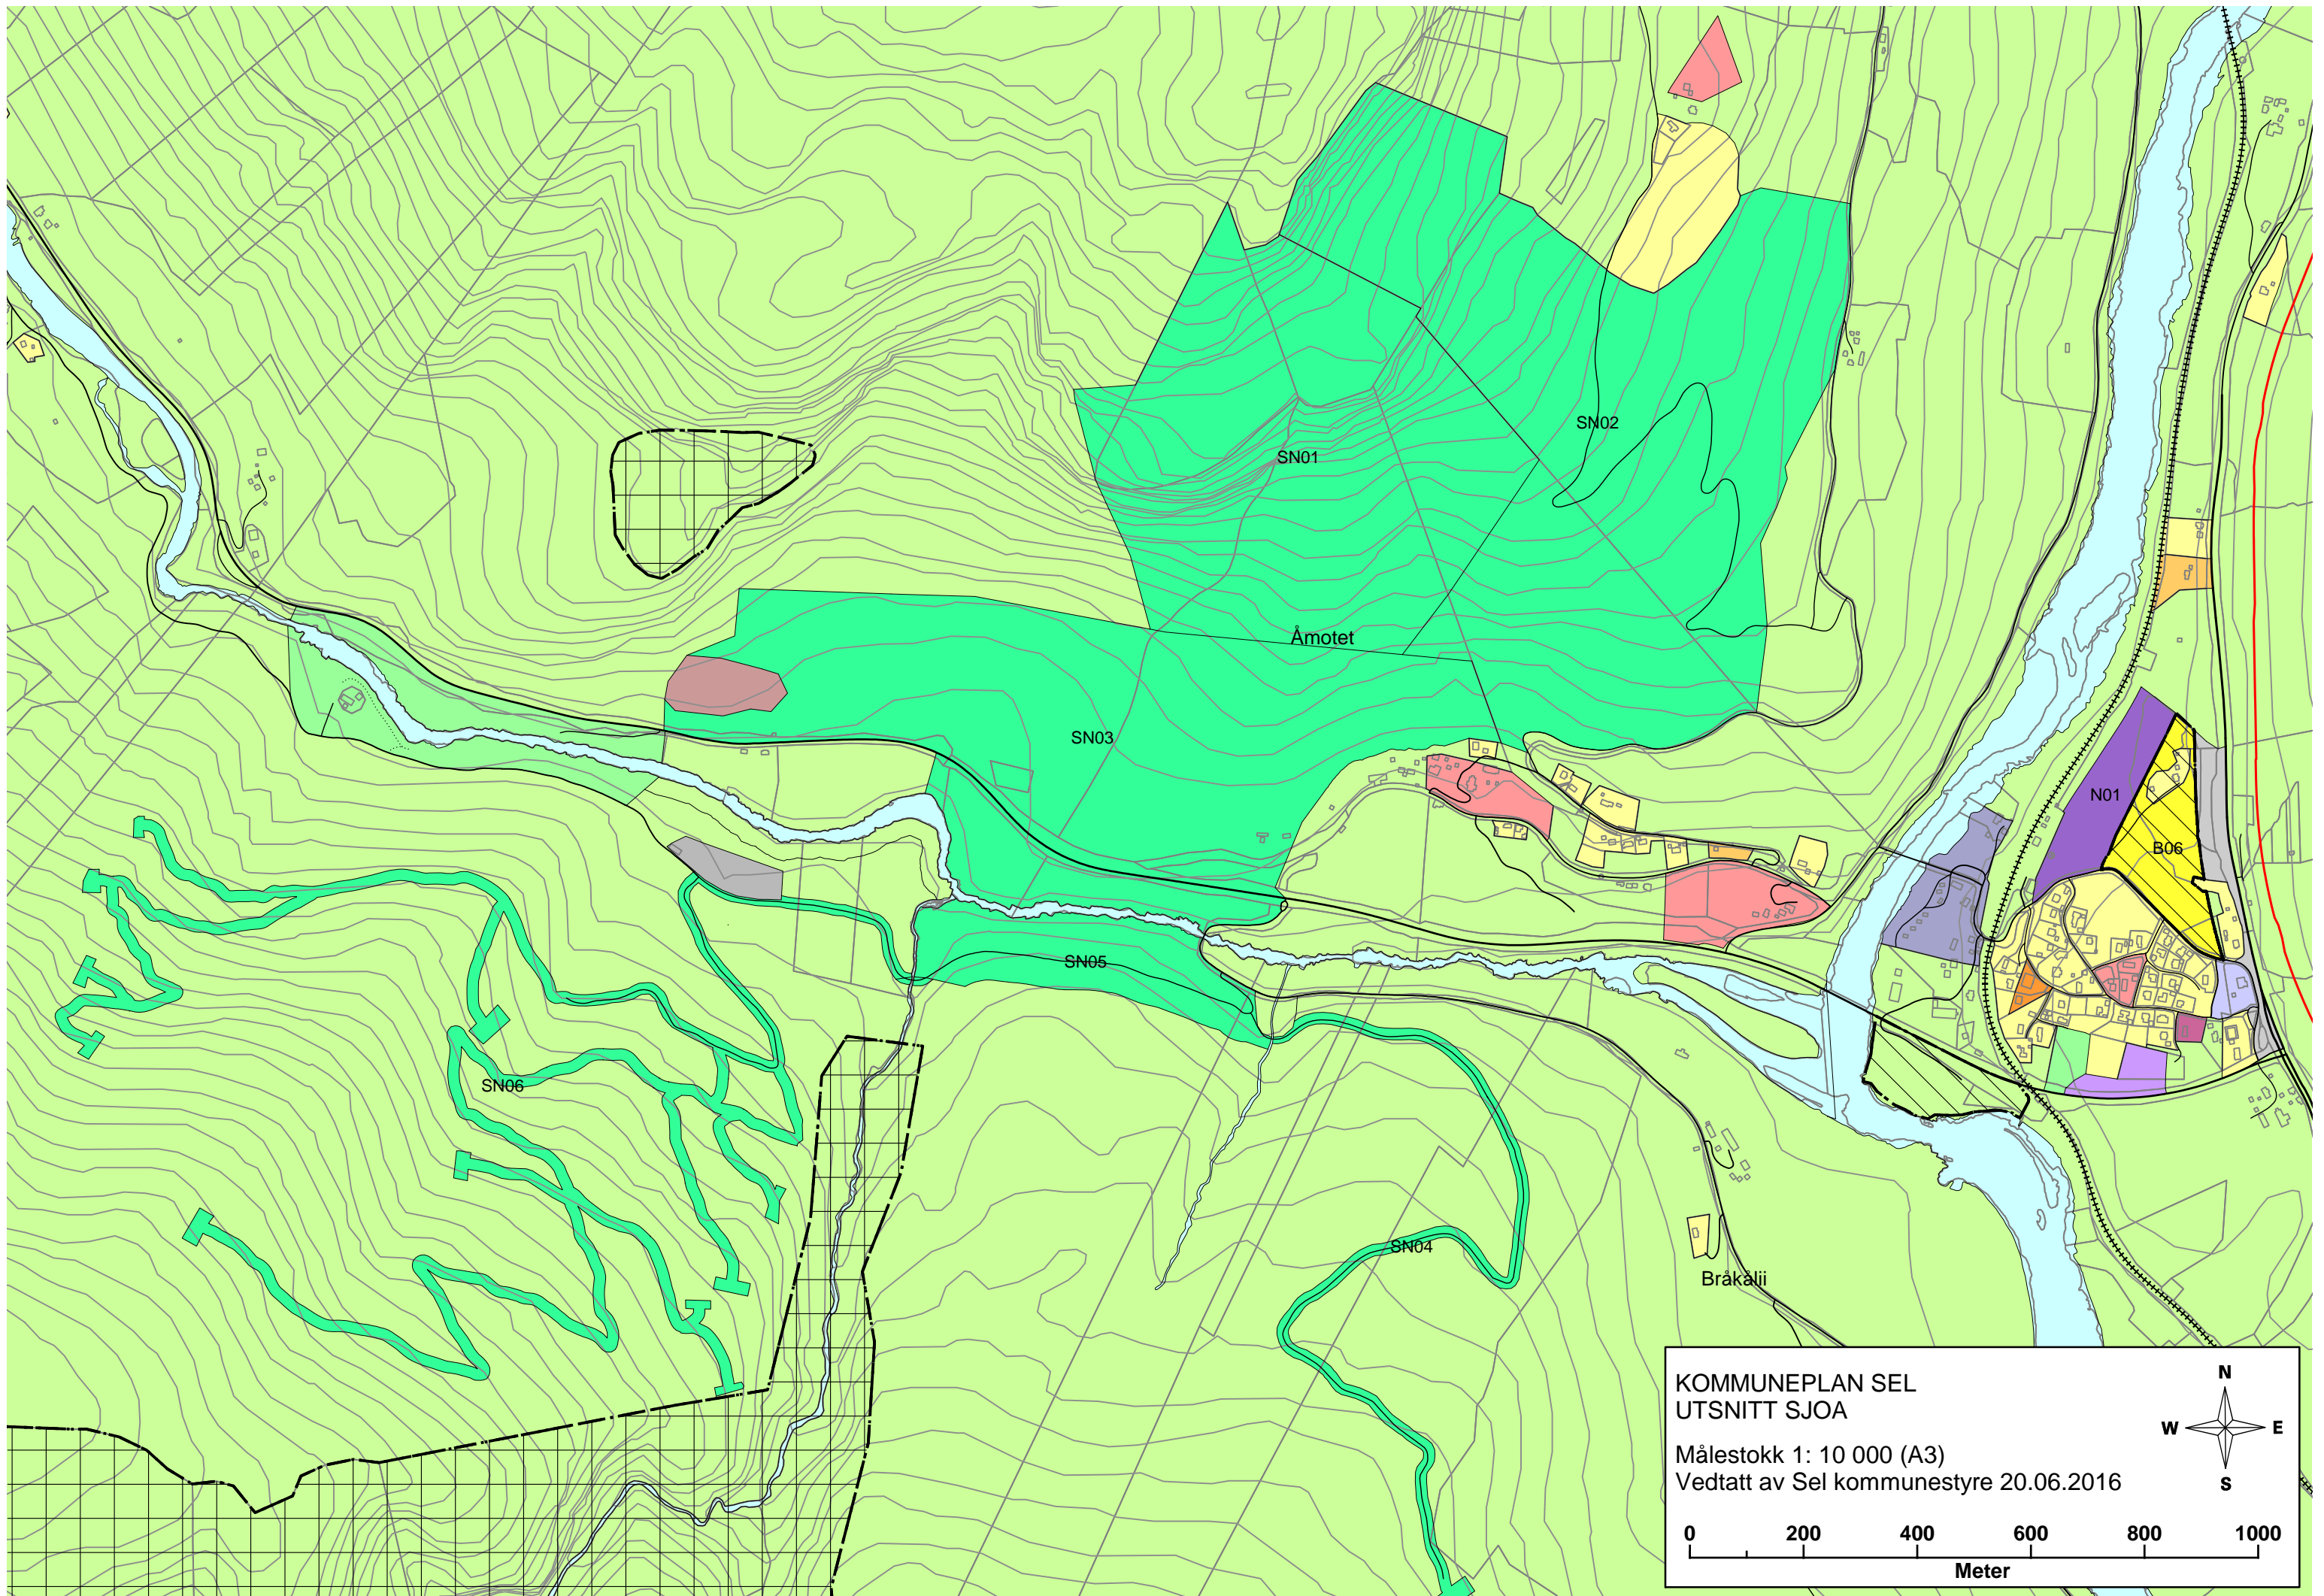 SN02
SN01
Åmotet
SN03
N01
B06
SN05
SN06
SN04
Bråkålii
KOMMUNEPLAN SEL
UTSNITT SJOA
Målestokk 1: 10 000 (A3)
Vedtatt av Sel kommunestyre 20.06.2016
N
W E
S
0 200 400 600 800 1000
Meter